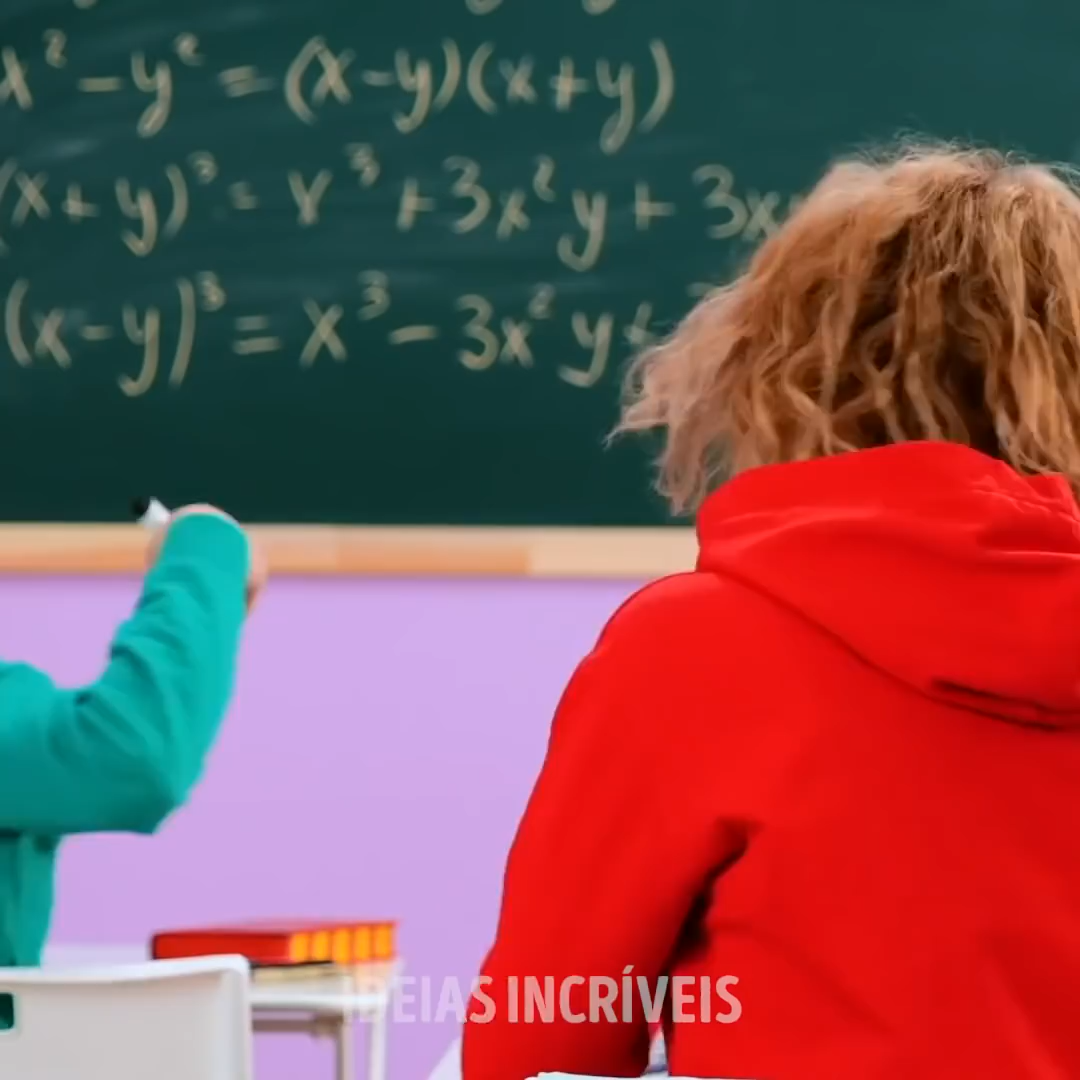 x² - y² = (x-y)(x+y)
(x+y)³ = x³ + 3x²y + 3x
(x-y)³ = x³ - 3x²y +
IDEIAS INCRÍVEIS